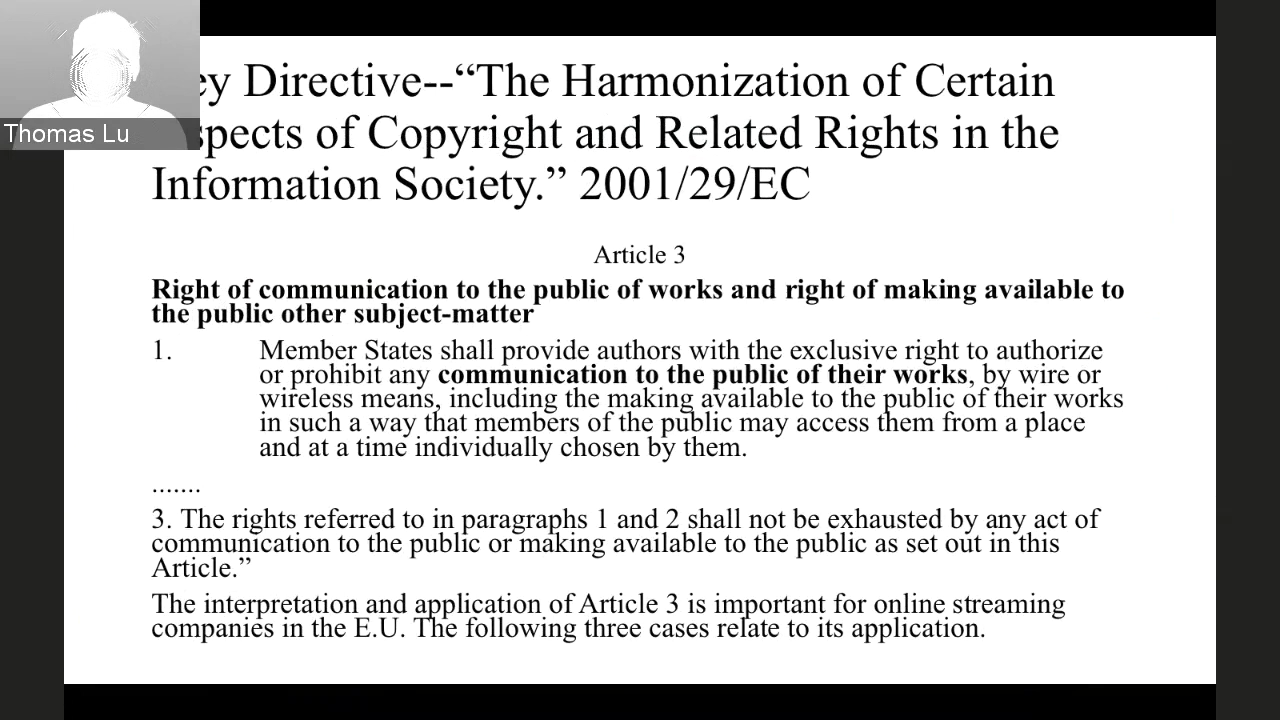 Thomas Lu
ey Directive--“The Harmonization of Certain
spects of Copyright and Related Rights in the
Information Society.” 2001/29/EC
Article 3
Right of communication to the public of works and right of making available to
the public other subject-matter
1. Member States shall provide authors with the exclusive right to authorize
or prohibit any communication to the public of their works, by wire or
wireless means, including the making available to the public of their works
in such a way that members of the public may access them from a place
and at a time individually chosen by them.
.......
3. The rights referred to in paragraphs 1 and 2 shall not be exhausted by any act of
communication to the public or making available to the public as set out in this
Article.”
The interpretation and application of Article 3 is important for online streaming
companies in the E.U. The following three cases relate to its application.